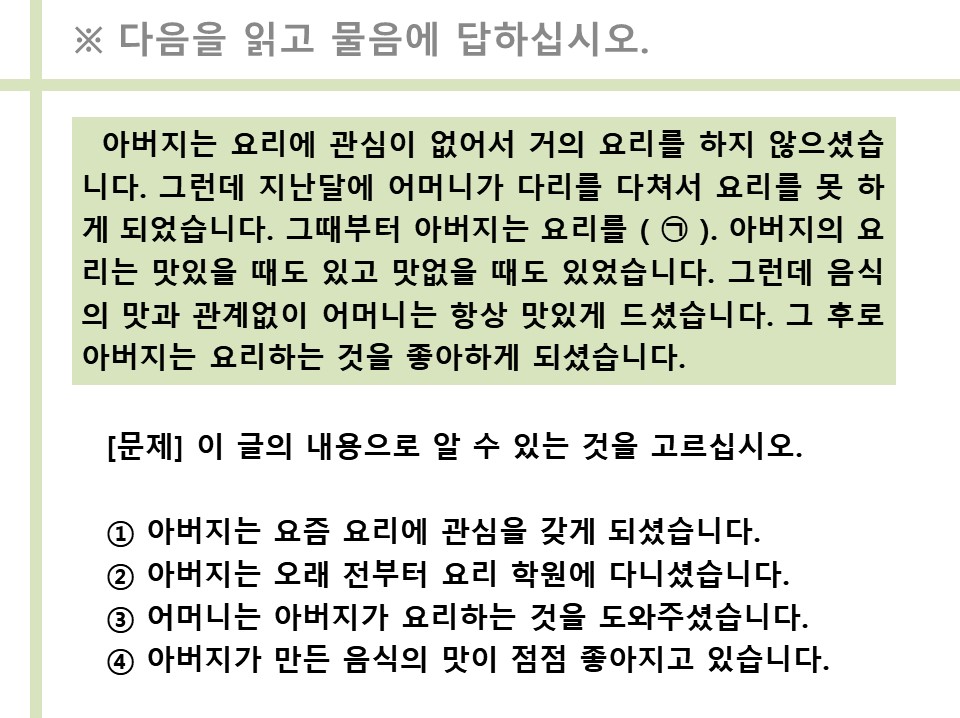 ※ 다음을 읽고 물음에 답하십시오.
아버지는 요리에 관심이 없어서 거의 요리를 하지 않으셨습
니다. 그런데 지난달에 어머니가 다리를 다쳐서 요리를 못 하
게 되었습니다. 그때부터 아버지는 요리를 ( ㉠ ). 아버지의 요
리는 맛있을 때도 있고 맛없을 때도 있었습니다. 그런데 음식
의 맛과 관계없이 어머니는 항상 맛있게 드셨습니다. 그 후로
아버지는 요리하는 것을 좋아하게 되셨습니다.
[문제] 이 글의 내용으로 알 수 있는 것을 고르십시오.
① 아버지는 요즘 요리에 관심을 갖게 되셨습니다.
② 아버지는 오래 전부터 요리 학원에 다니셨습니다.
③ 어머니는 아버지가 요리하는 것을 도와주셨습니다.
④ 아버지가 만든 음식의 맛이 점점 좋아지고 있습니다.